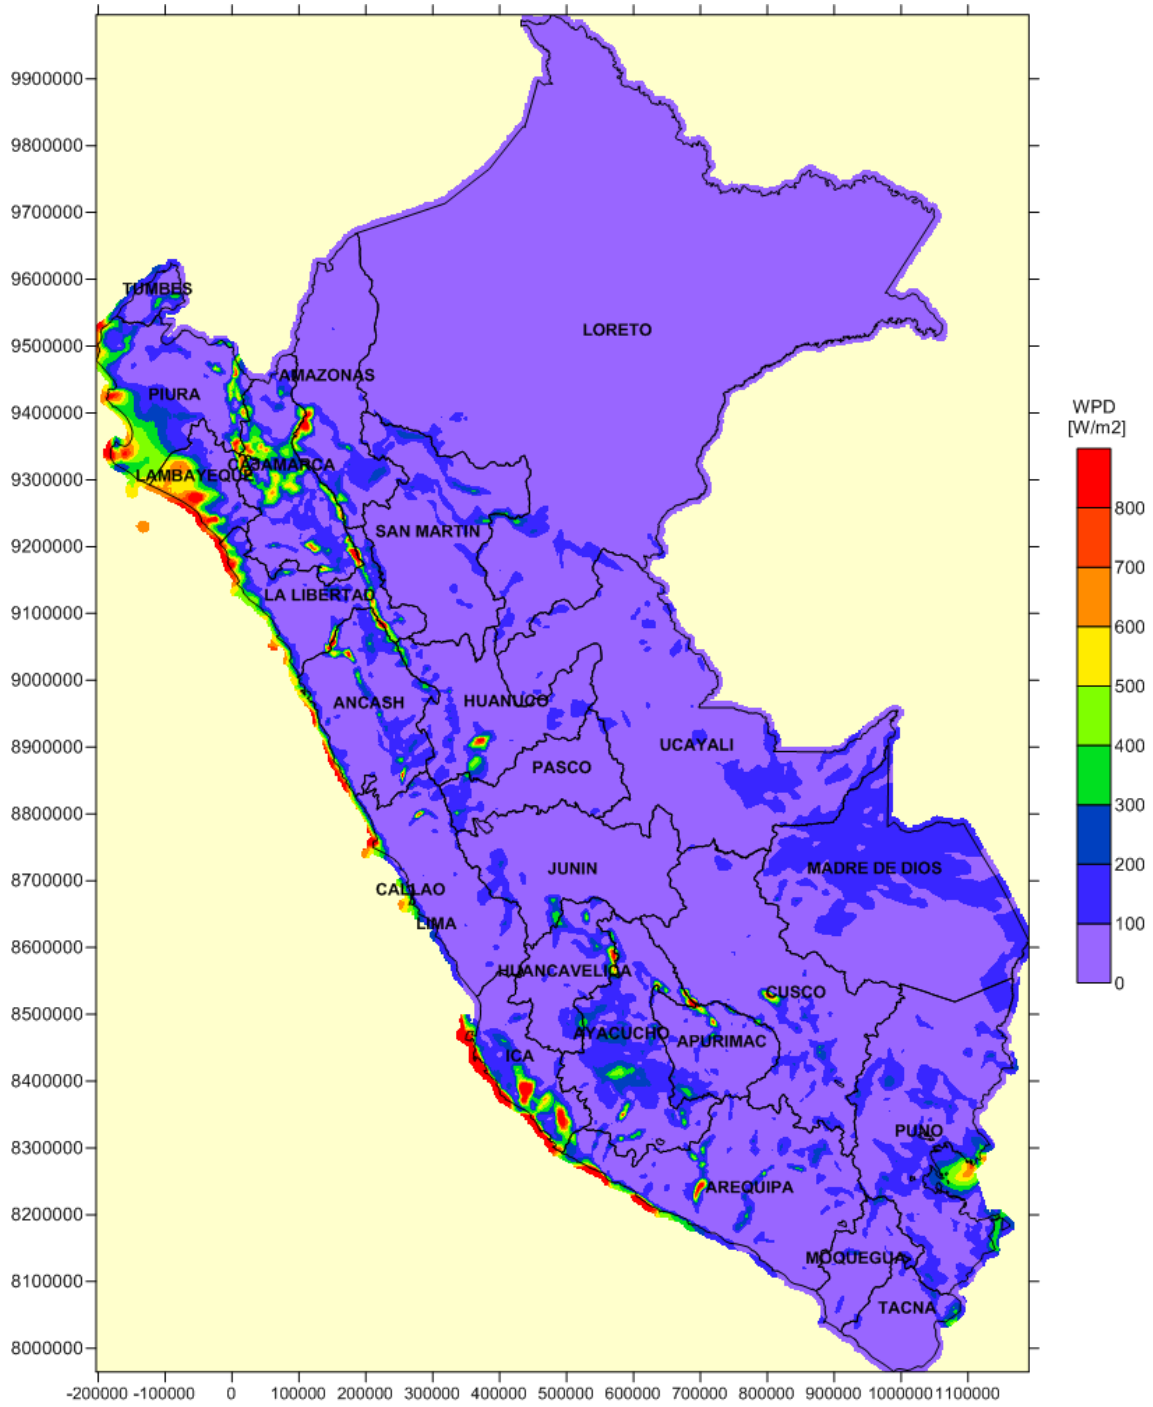 9900000
9800000
9700000
9600000
TUMBES
LORETO
9500000
AMAZONAS
PIURA
9400000
WPD
[W/m2]
CAJAMARCA
LAMBAYEQUE
9300000
800
SAN MARTIN
9200000
700
LA LIBERTAD
9100000
600
9000000
500
ANCASH
HUANUCO
8900000
UCAYALI
400
PASCO
8800000
300
JUNIN
MADRE DE DIOS
200
8700000
CALLAO
LIMA
100
8600000
HUANCAVELICA
0
CUSCO
8500000
AYACUCHO
APURIMAC
ICA
8400000
PUNO
8300000
AREQUIPA
8200000
MOQUEGUA
8100000
TACNA
8000000
-200000 -100000 0 100000 200000 300000 400000 500000 600000 700000 800000 900000 1000000 1100000